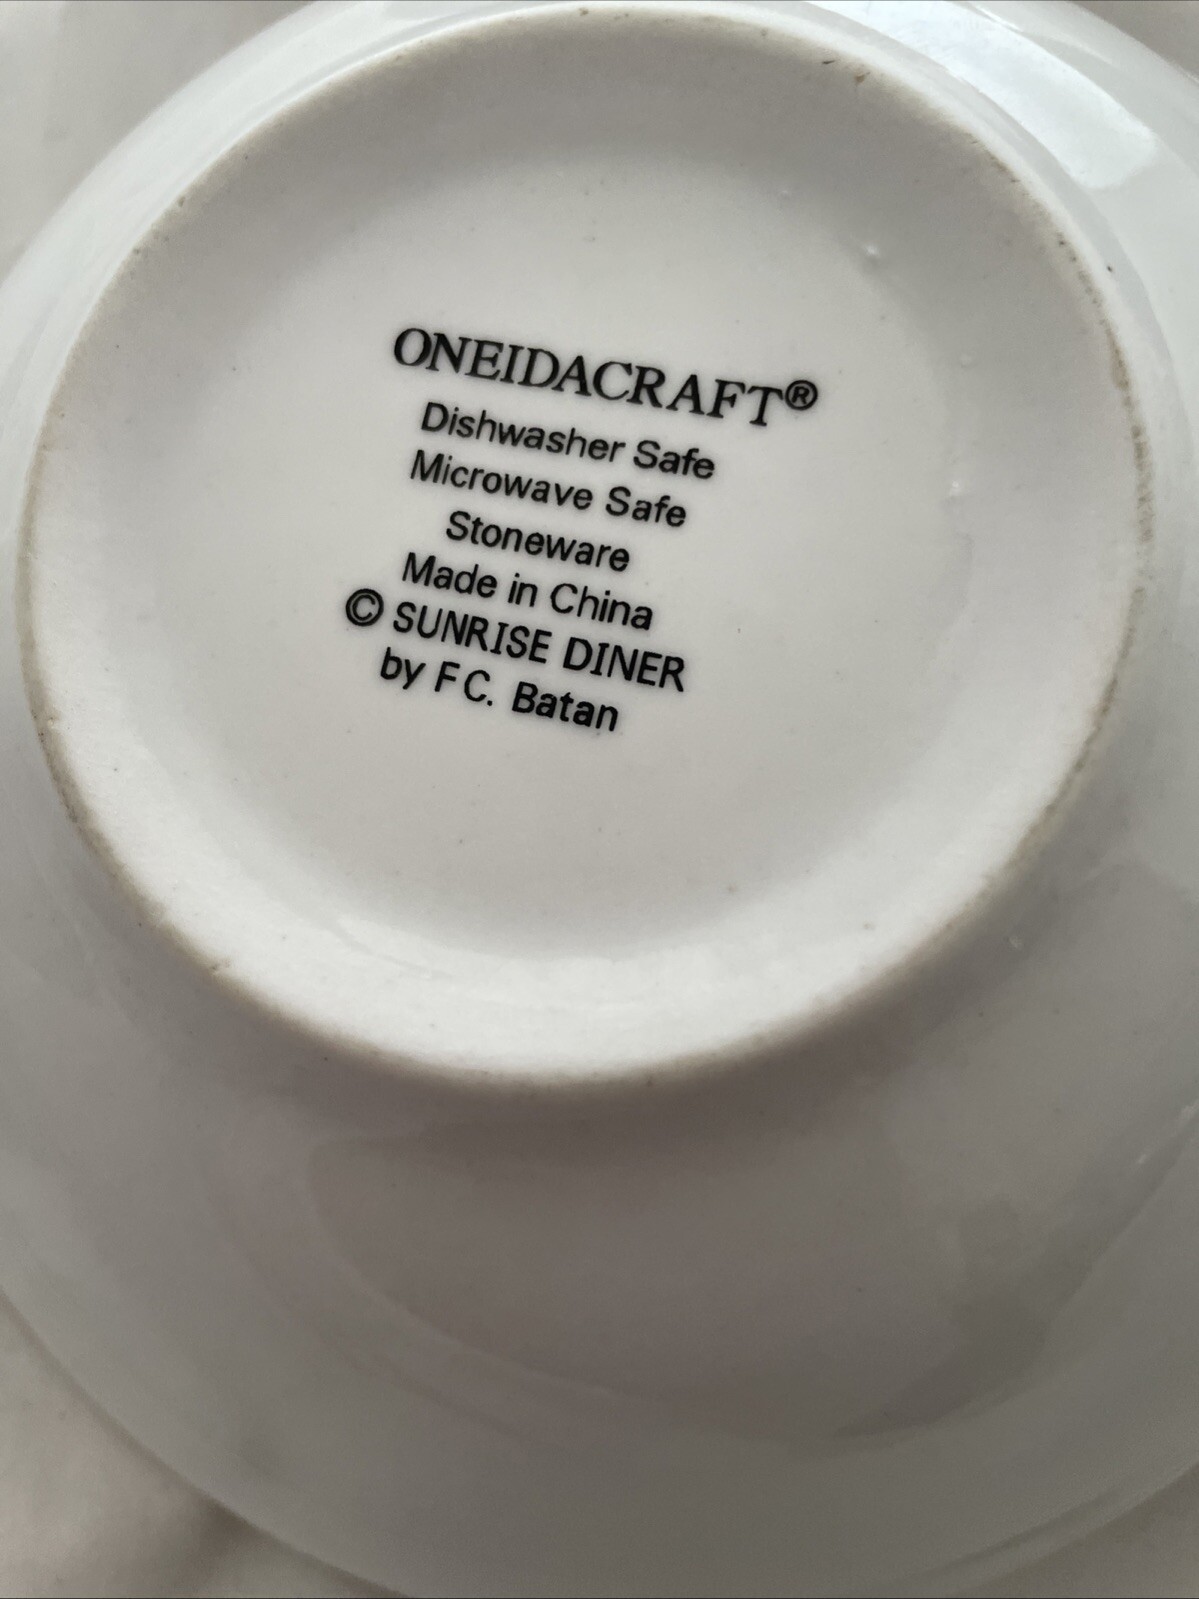 ONEIDACRAFT®
Dishwasher Safe
Microwave Safe
Stoneware
Made in China
© SUNRISE DINER
by F C. Batan